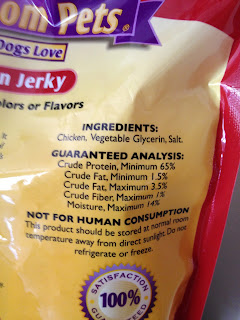 om Pets
Dogs Love
n Jerky
olors or Flavors
INGREDIENTS:
Chicken, Vegetable Glycerin, Salt.
GUARANTEED ANALYSIS:
Crude Protein, Minimum 65%
Crude Fat, Minimum 1.5%
Crude Fat, Maximum 3.5%
Crude Fiber, Maximum 1%
Moisture, Maximum 14%
NOT FOR HUMAN CONSUMPTION
This product should be stored at normal room
temperature away from direct sunlight. Do not
refrigerate or freeze.
SATISFACTION
100%